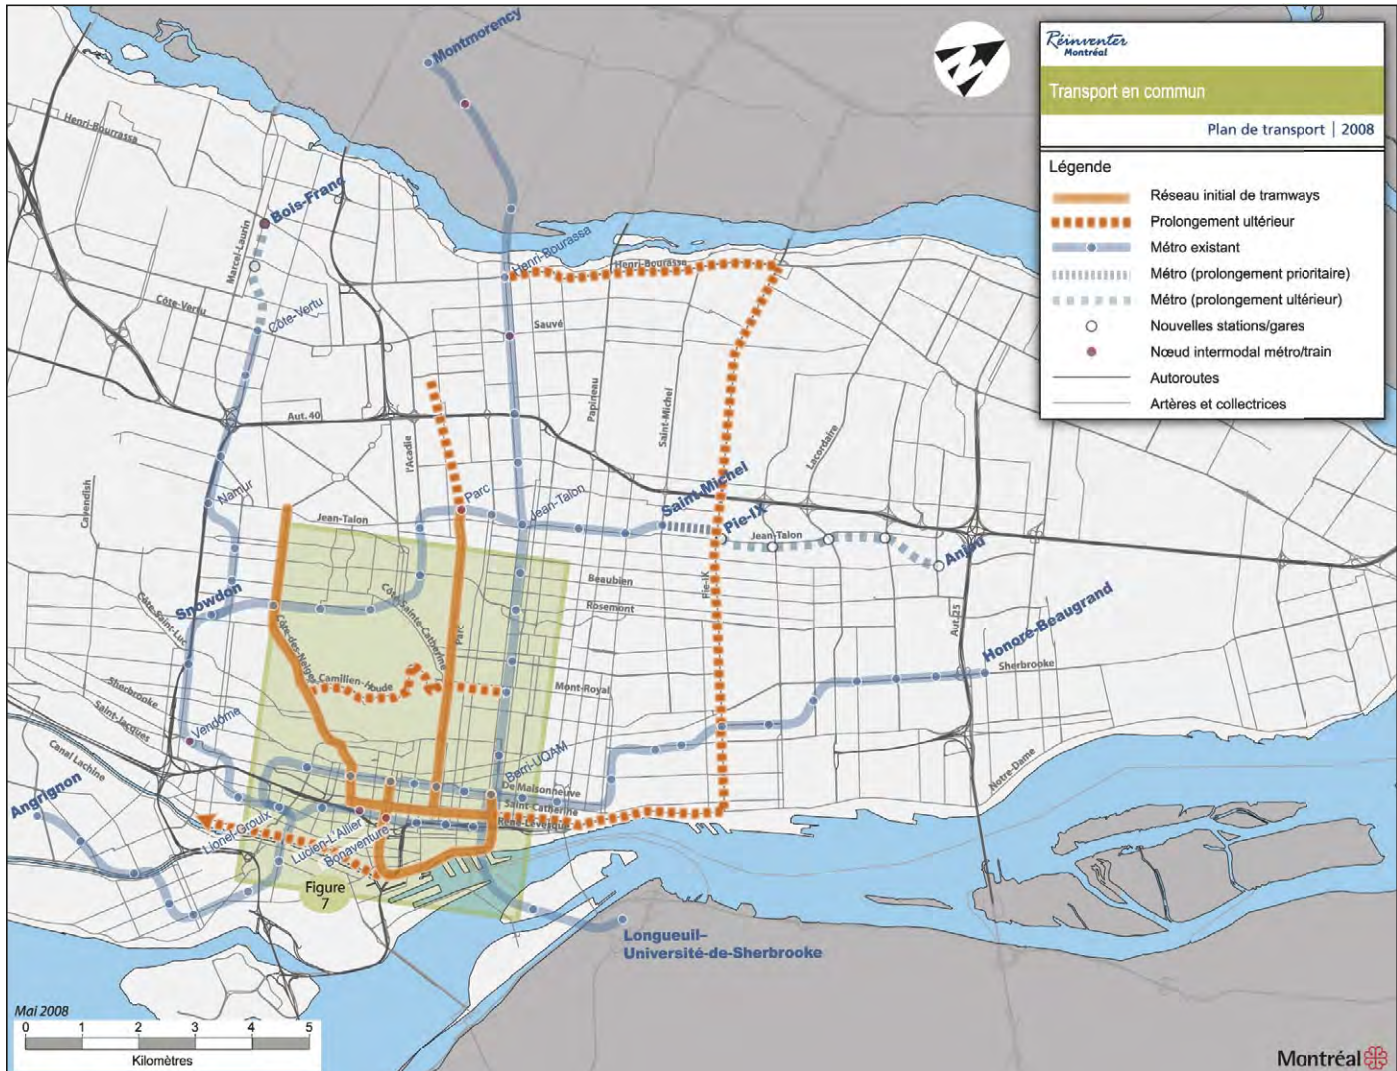 Réinventer
Montréal
Transport en commun
Plan de transport | 2008
Légende
Réseau initial de tramways
Prolongement ultérieur
Métro existant
Métro (prolongement prioritaire)
Métro (prolongement ultérieur)
Nouvelles stations/gares
Nœud intermodal métro/train
Autoroutes
Artères et collectrices
Montmorency
Henri-Bourrassa
Bois-Franc
Marcel-Laurin
Henri-Bourassa
Henri-Bourassa
Côte-Vertu
Côte-Vertu
Sauvé
Aut. 40
l'Acadie
Papineau
Saint-Michel
Lacordaire
Cavendish
Namur
Parc
Jean-Talon
Jean-Talon
Saint-Michel
Pie-IX
Jean-Talon
Anjou
Snowdon
Côte-Saint-Luc
Côte-des-Neiges
Côte-Sainte-Catherine
Parc
Beaubien
Rosemont
Pie-IX
Aut. 25
Honoré-Beaugrand
Sherbrooke
Camillien-Houde
Mont-Royal
Sherbrooke
Saint-Jacques
Vendôme
Canal Lachine
Angrignon
Berri-UQAM
De Maisonneuve
Saint-Catherine
René-Lévesque
Notre-Dame
Lionel-Groulx
Lucien-L'Allier
Bonaventure
Figure
7
Longueuil–
Université-de-Sherbrooke
Mai 2008
0 1 2 3 4 5
Kilomètres
Montréal